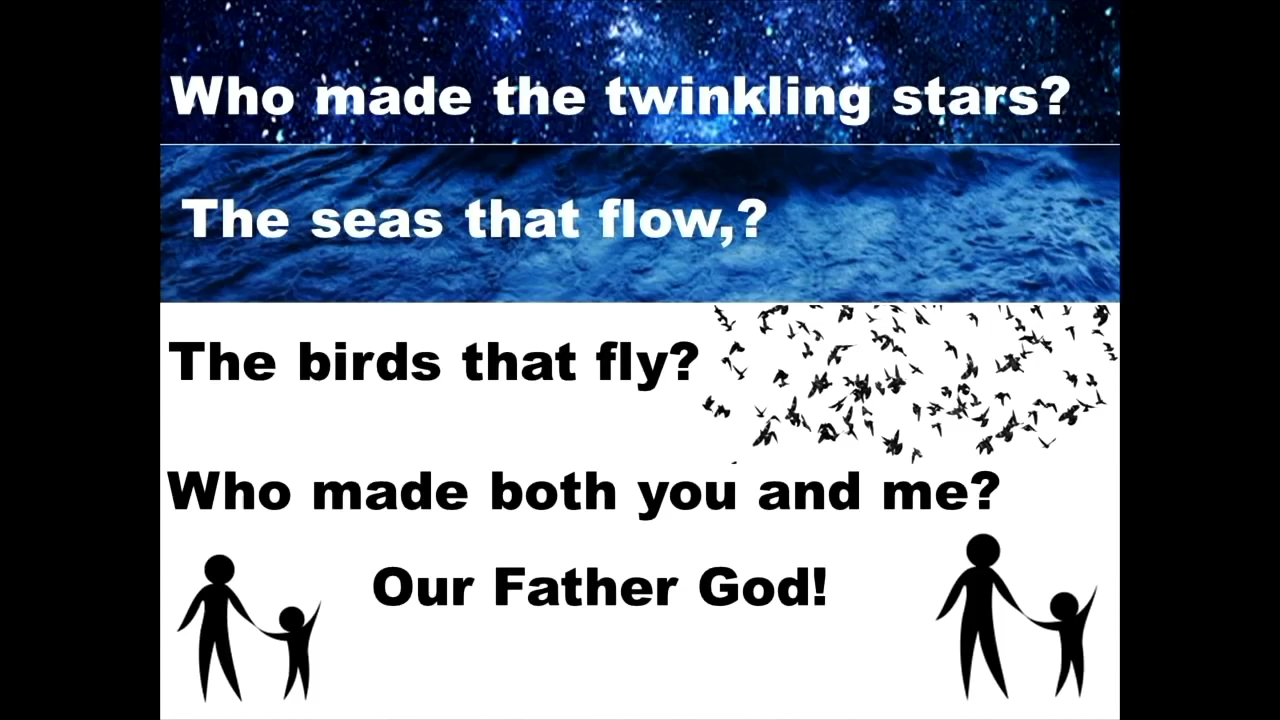 Who made the twinkling stars?
The seas that flow,?
The birds that fly?
Who made both you and me?
Our Father God!